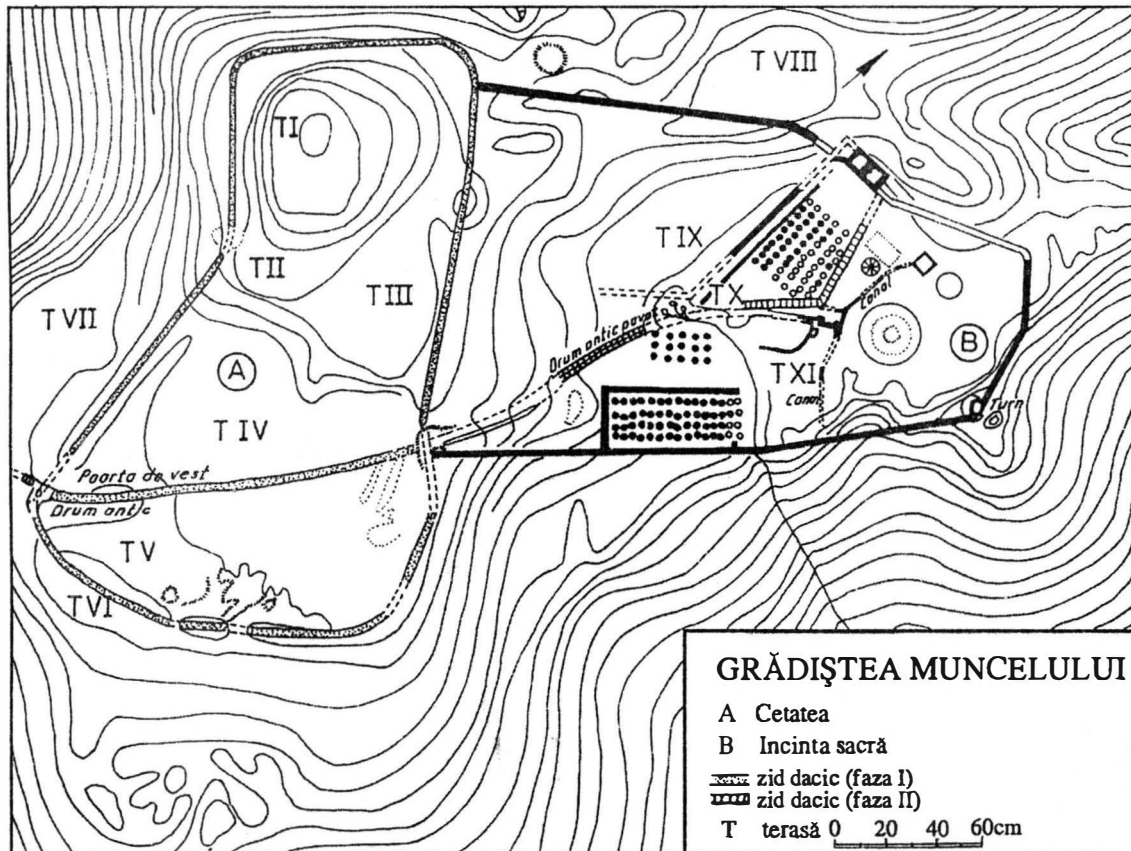 T VIII
TI
T IX
TII
TIII
TX
T VII
Canal
Drum antic pavat
A
B
TXI
T IV
Canal
Turn
Poarta de vest
Drum antic
TV
TVI
GRĂDIŞTEA MUNCELULUI
A Cetatea
B Incinta sacră
zid dacic (faza I)
zid dacic (faza II)
T terasă 0 20 40 60cm